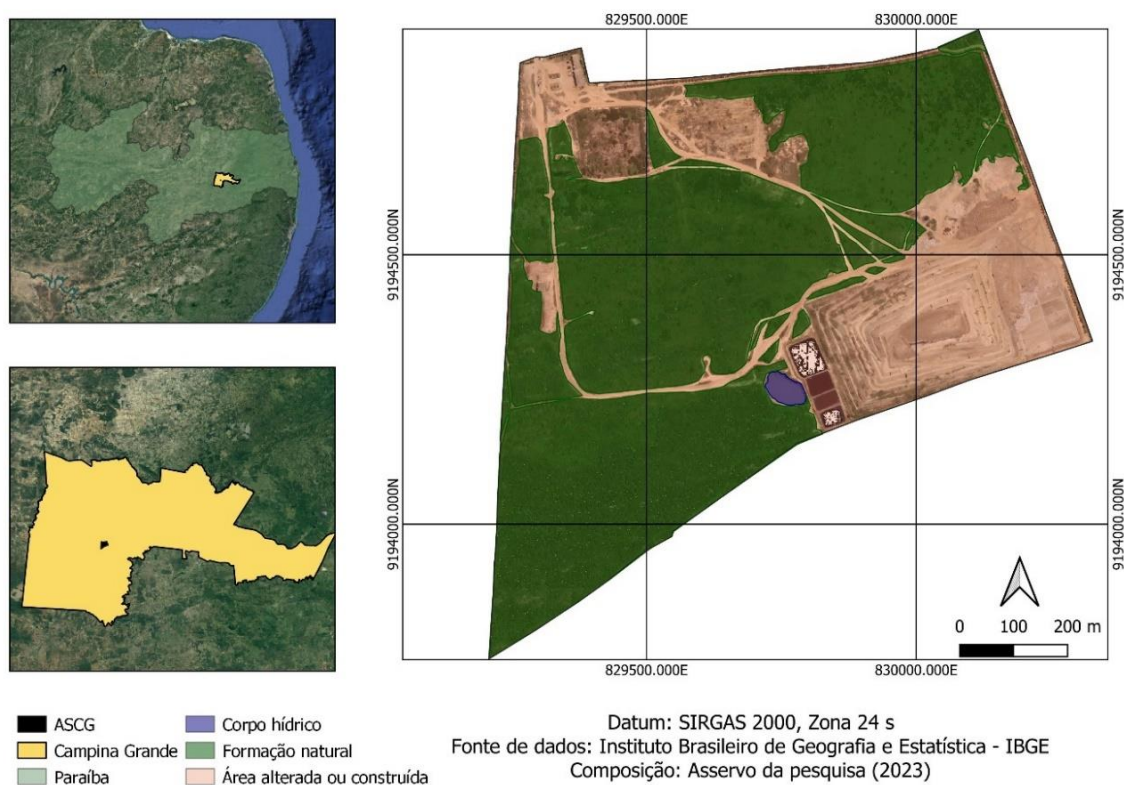 829500.000E
830000.000E
9194500.000N
9194500.000N
9194000.000N
9194000.000N
0 100 200 m
829500.000E
830000.000E
ASCG
Campina Grande
Paraíba
Corpo hídrico
Formação natural
Área alterada ou construída
Datum: SIRGAS 2000, Zona 24 s
Fonte de dados: Instituto Brasileiro de Geografia e Estatística - IBGE
Composição: Asservo da pesquisa (2023)